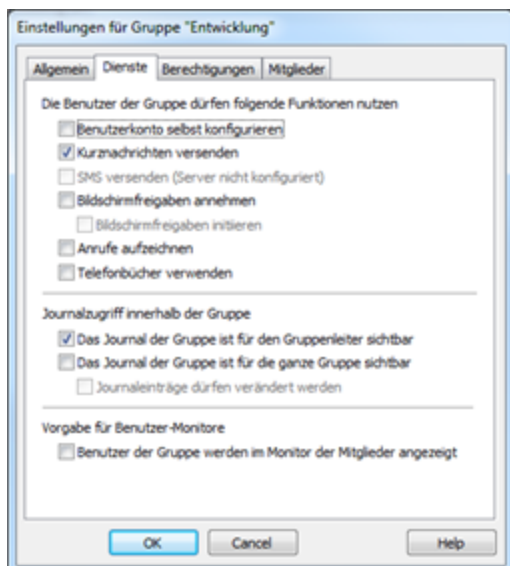 Einstellungen für Gruppe "Entwicklung"
Allgemein Dienste Berechtigungen Mitglieder
Die Benutzer der Gruppe dürfen folgende Funktionen nutzen
Benutzerkonto selbst konfigurieren
Kurznachrichten versenden
SMS versenden (Server nicht konfiguriert)
Bildschirmfreigaben annehmen
Bildschirmfreigaben initiieren
Anrufe aufzeichnen
Telefonbücher verwenden
Journalzugriff innerhalb der Gruppe
Das Journal der Gruppe ist für den Gruppenleiter sichtbar
Das Journal der Gruppe ist für die ganze Gruppe sichtbar
Journaleinträge dürfen verändert werden
Vorgabe für Benutzer-Monitore
Benutzer der Gruppe werden im Monitor der Mitglieder angezeigt
OK Cancel Help